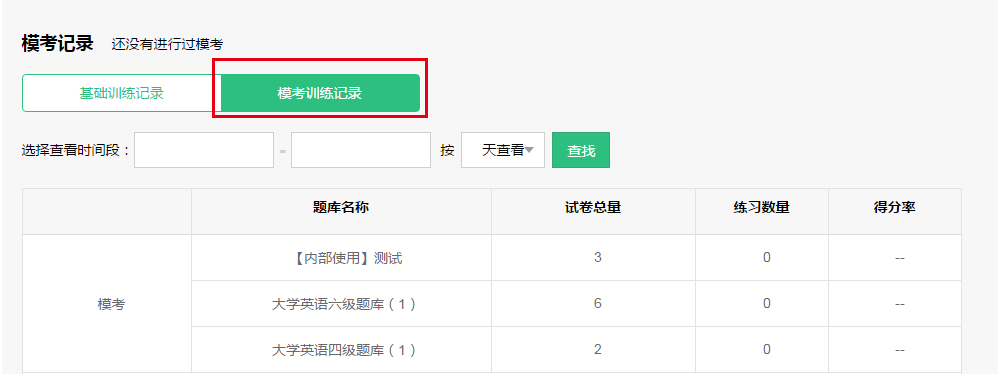 模考记录 还没有进行过模考
基础训练记录 模考训练记录
选择查看时间段： - 按 天查看 查找
题库名称 试卷总量 练习数量 得分率
【内部使用】测试 3 0 --
模考 大学英语六级题库（1） 6 0 --
大学英语四级题库（1） 2 0 --